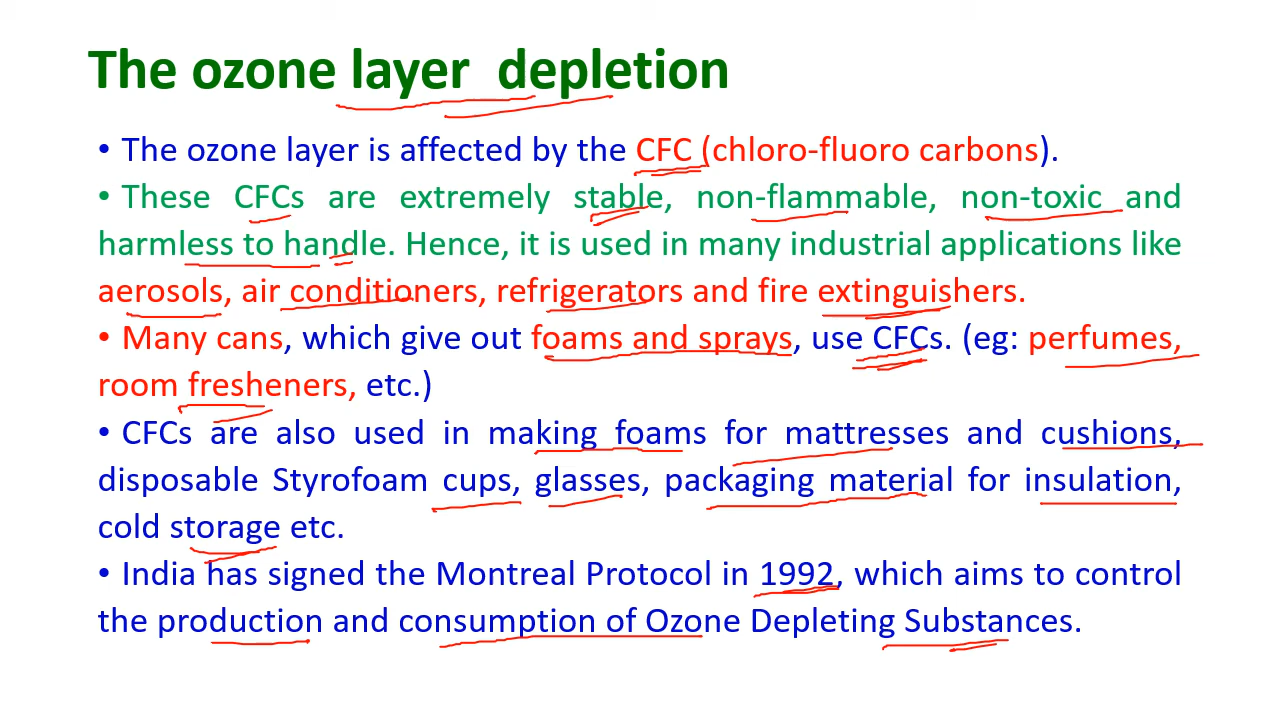 The ozone layer depletion
• The ozone layer is affected by the CFC (chloro-fluoro carbons).
• These CFCs are extremely stable, non-flammable, non-toxic and
harmless to handle. Hence, it is used in many industrial applications like
aerosols, air conditioners, refrigerators and fire extinguishers.
• Many cans, which give out foams and sprays, use CFCs. (eg: perfumes,
room fresheners, etc.)
• CFCs are also used in making foams for mattresses and cushions,
disposable Styrofoam cups, glasses, packaging material for insulation,
cold storage etc.
• India has signed the Montreal Protocol in 1992, which aims to control
the production and consumption of Ozone Depleting Substances.